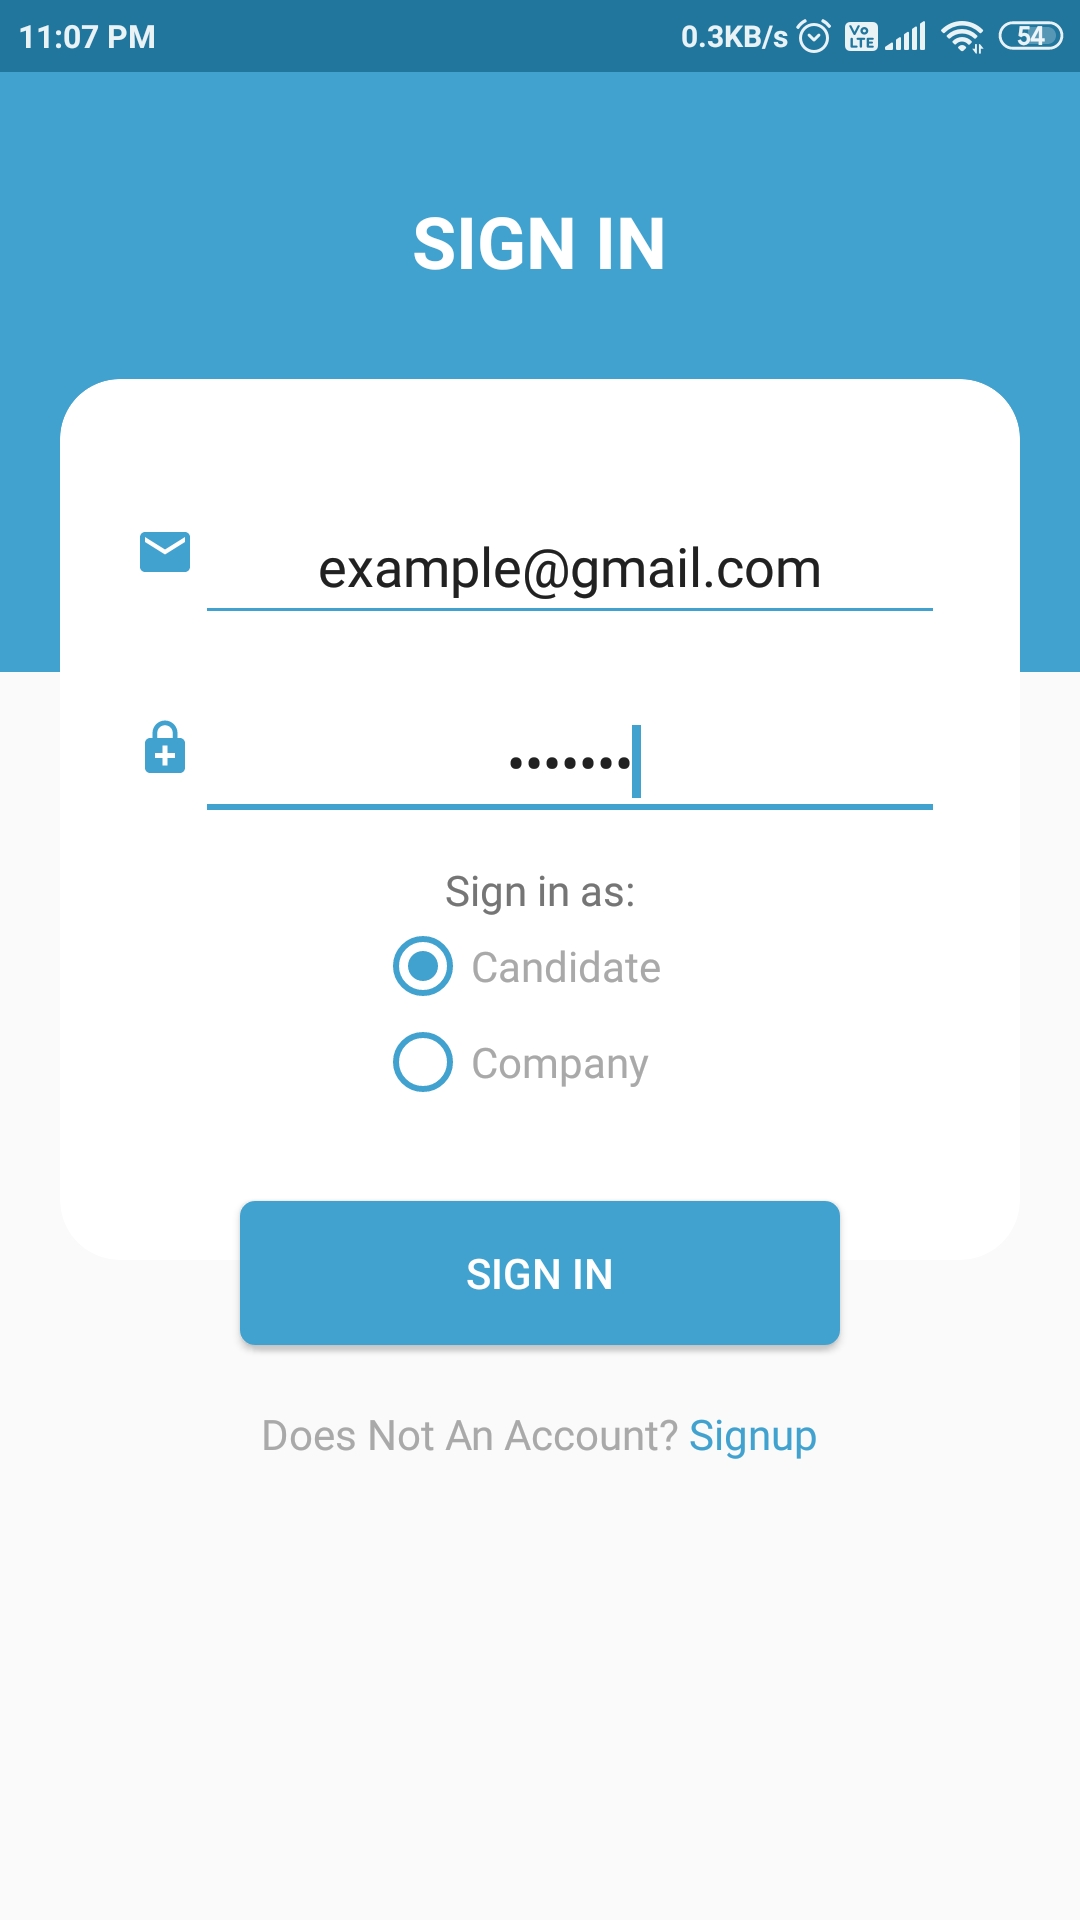 11:07 PM 0.3KB/s Vo LTE 54
SIGN IN
example@gmail.com
•••••••
Sign in as:
Candidate
Company
SIGN IN
Does Not An Account? Signup